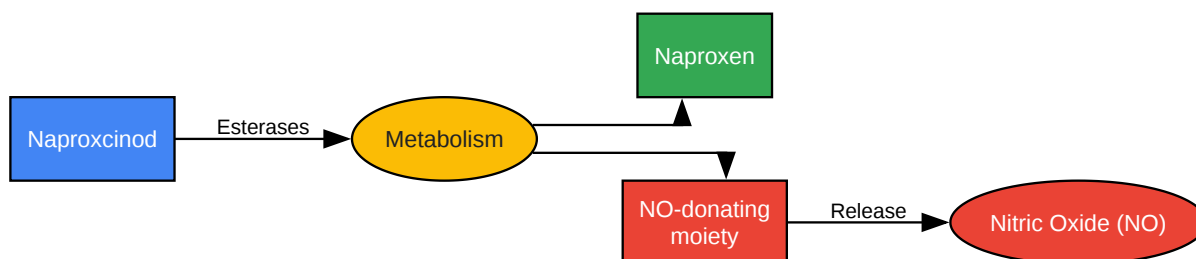 Naproxen
Naproxcinod
Esterases
Metabolism
NO-donating
moiety
Release
Nitric Oxide (NO)